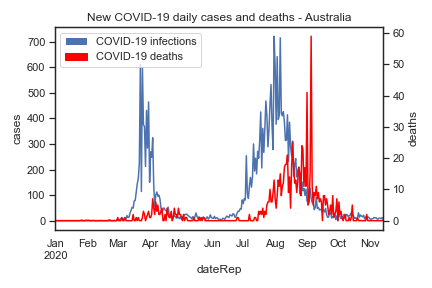 New COVID-19 daily cases and deaths - Australia
COVID-19 infections
COVID-19 deaths
700
600
500
400
300
200
100
0
cases
60
50
40
30
20
10
0
deaths
Jan Feb Mar Apr May Jun Jul Aug Sep Oct Nov
2020
dateRep